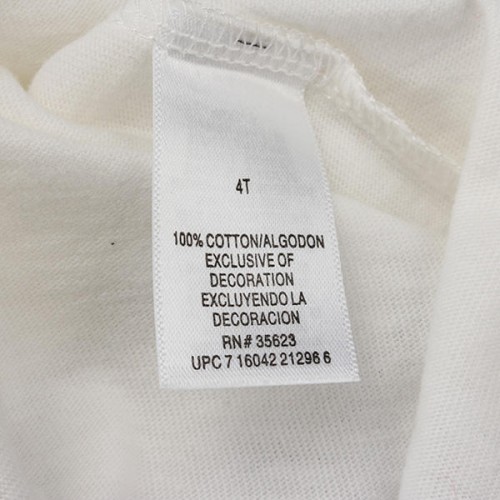 4T
100% COTTON/ALGODON
EXCLUSIVE OF
DECORATION
EXCLUYENDO LA
DECORACION
RN# 35623
UPC 7 16042 21296 6